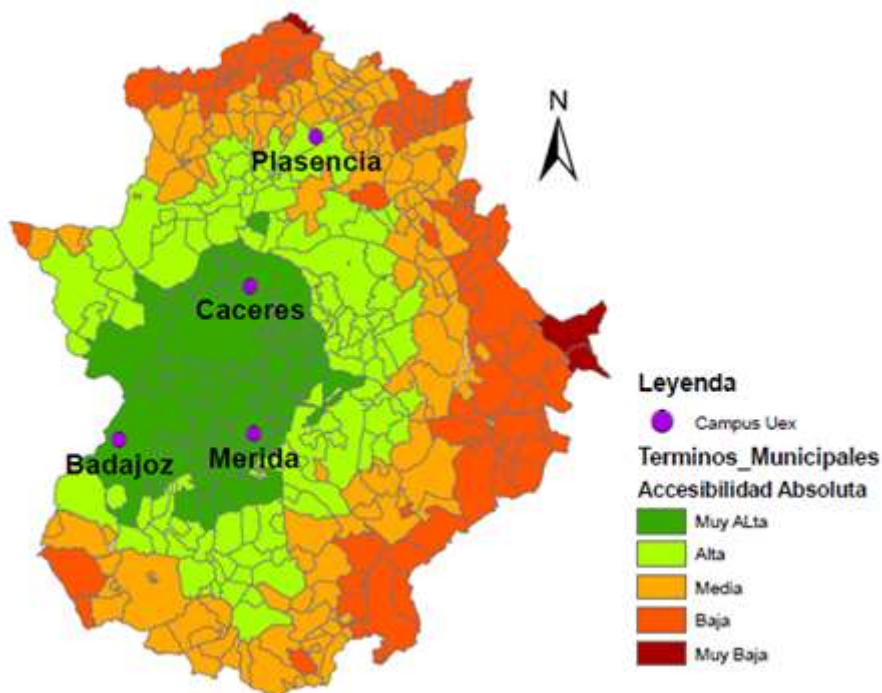 N
Plasencia
Caceres
Badajoz
Merida
Leyenda
Campus Uex
Terminos_Municipales
Accesibilidad Absoluta
Muy ALta
Alta
Media
Baja
Muy Baja